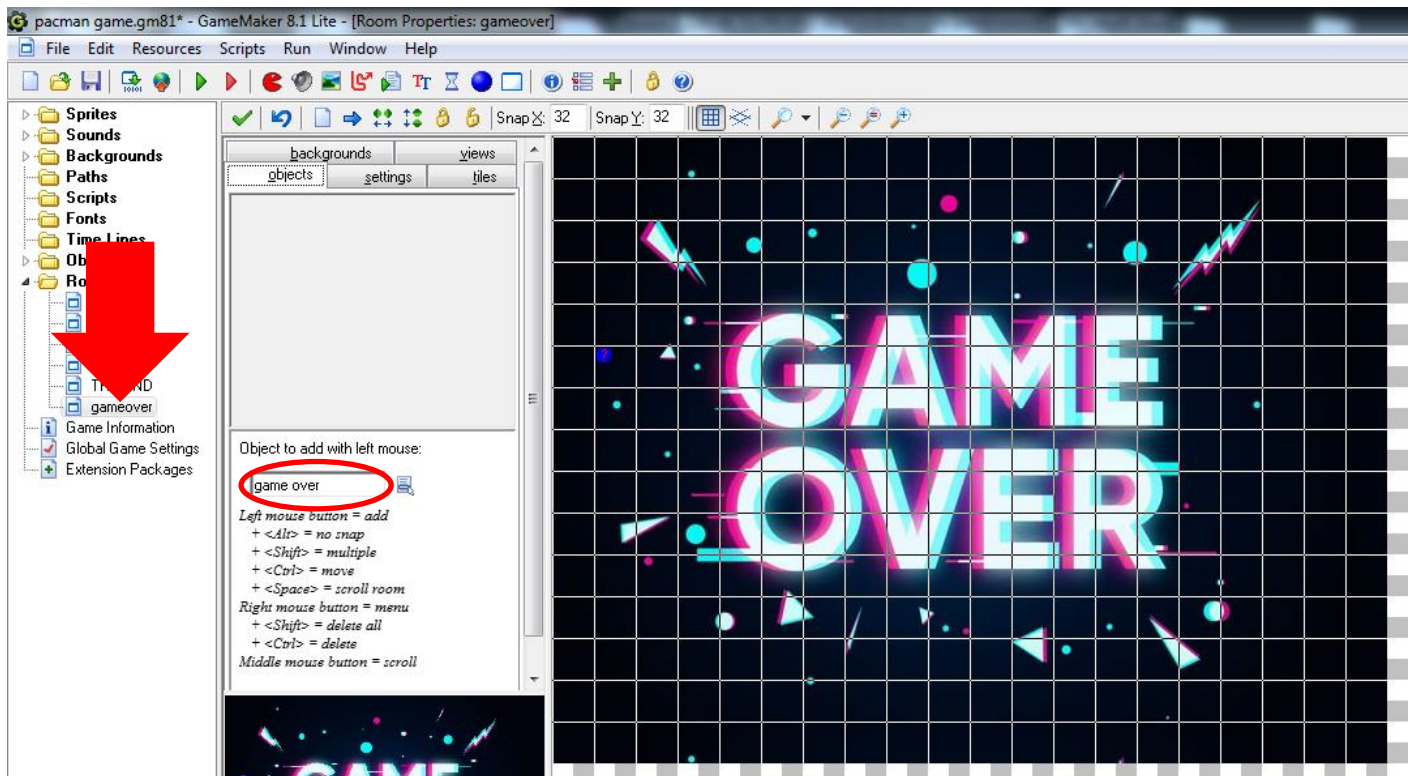 pacman game.gm81* - GameMaker 8.1 Lite - [Room Properties: gameover]
File Edit Resources Scripts Run Window Help
Snap X: 32 Snap Y: 32
Sprites
Sounds
Backgrounds
Paths
Scripts
Fonts
Time Lines
Ob
Ro
gameover
Game Information
Global Game Settings
Extension Packages
backgrounds views
objects settings tiles
Object to add with left mouse:
game over
Left mouse button = add
+ <Alt> = no snap
+ <Shift> = multiple
+ <Ctrl> = move
+ <Space> = scroll room
Right mouse button = menu
+ <Shift> = delete all
+ <Ctrl> = delete
Middle mouse button = scroll
GAME
GAME
OVER